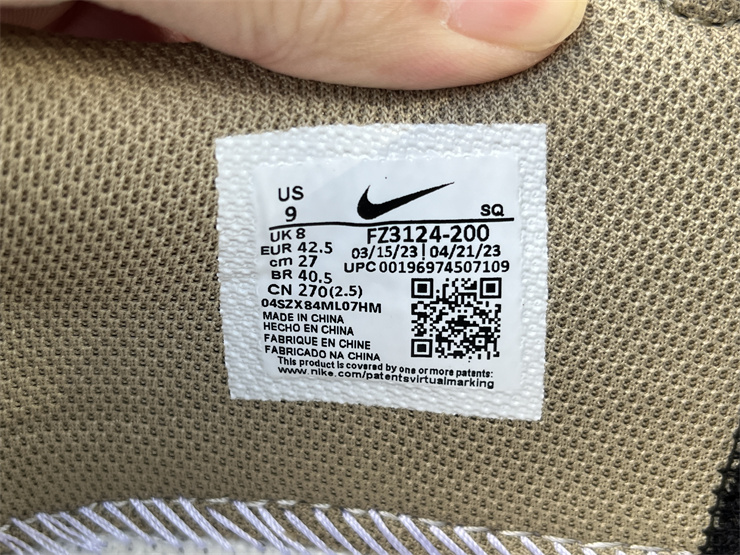 US
9
SQ
UK 8
EUR 42.5
cm 27
BR 40.5
CN 270(2.5)
FZ3124-200
03/15/23 | 04/21/23
UPC 00196974507109
04SZX84ML07HM
MADE IN CHINA
HECHO EN CHINA
FABRIQUE EN CHINE
FABRICADO NA CHINA
This product is covered by one or more patents:
www.nike.com/patentsvirtualmarking